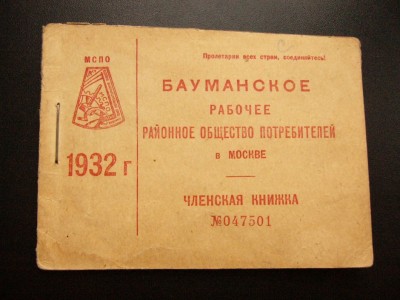 Пролетарии всех стран, соединяйтесь!
МСПО
1932 г
БАУМАНСКОЕ
РАБОЧЕЕ
РАЙОННОЕ ОБЩЕСТВО ПОТРЕБИТЕЛЕЙ
в МОСКВЕ
ЧЛЕНСКАЯ КНИЖКА
№047501